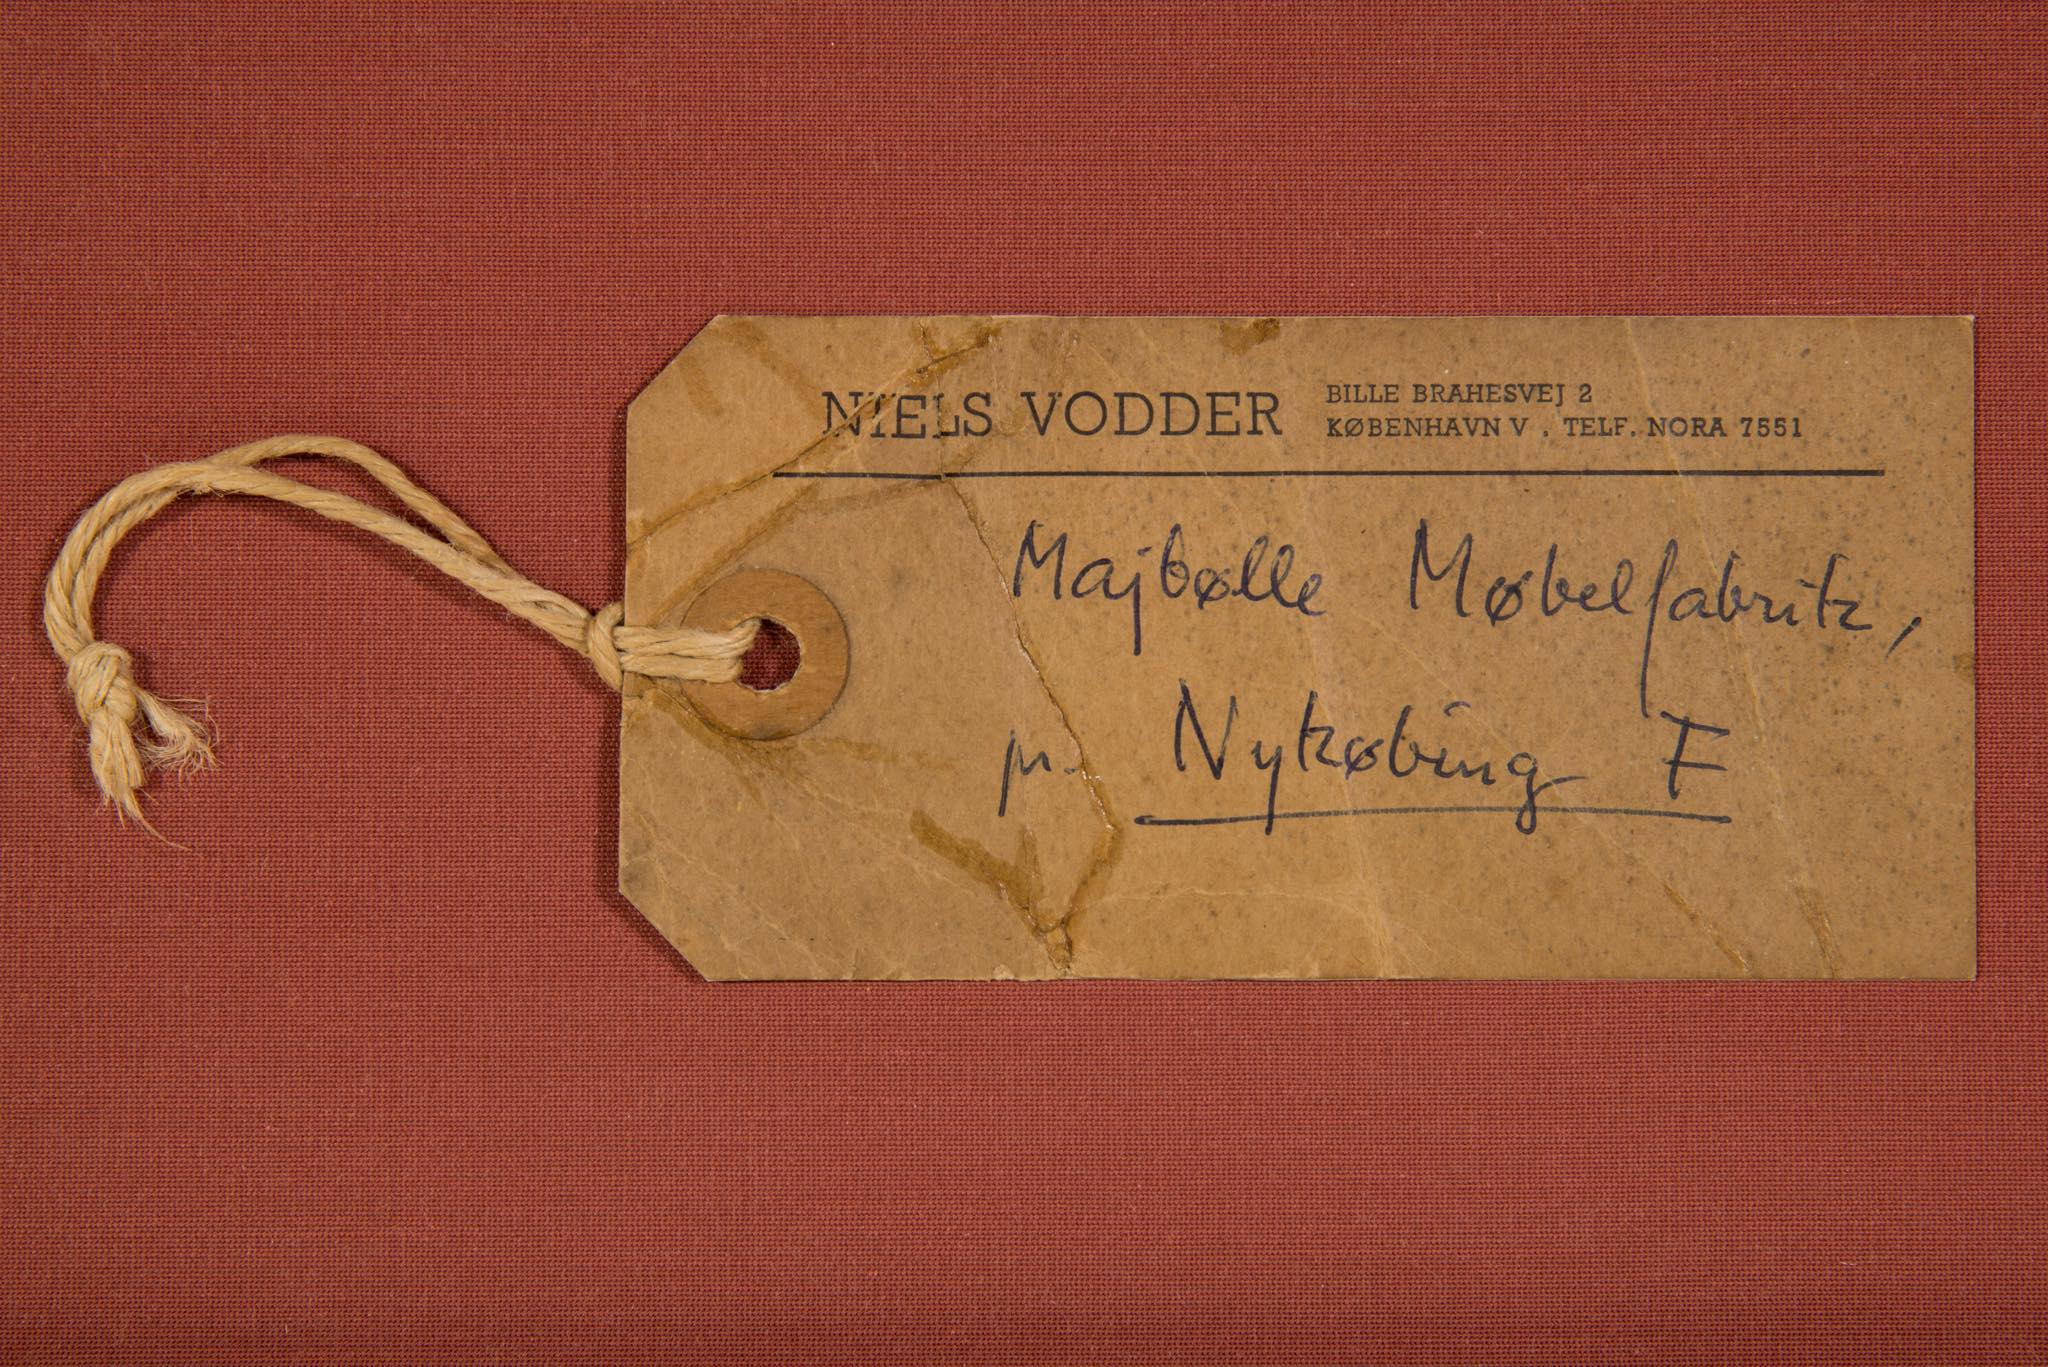 NIELS VODDER
BILLE BRAHESVEJ 2
KØBENHAVN V . TELF. NORA 7551
Majbølle Møbelfabrik,
pr. Nykøbing F